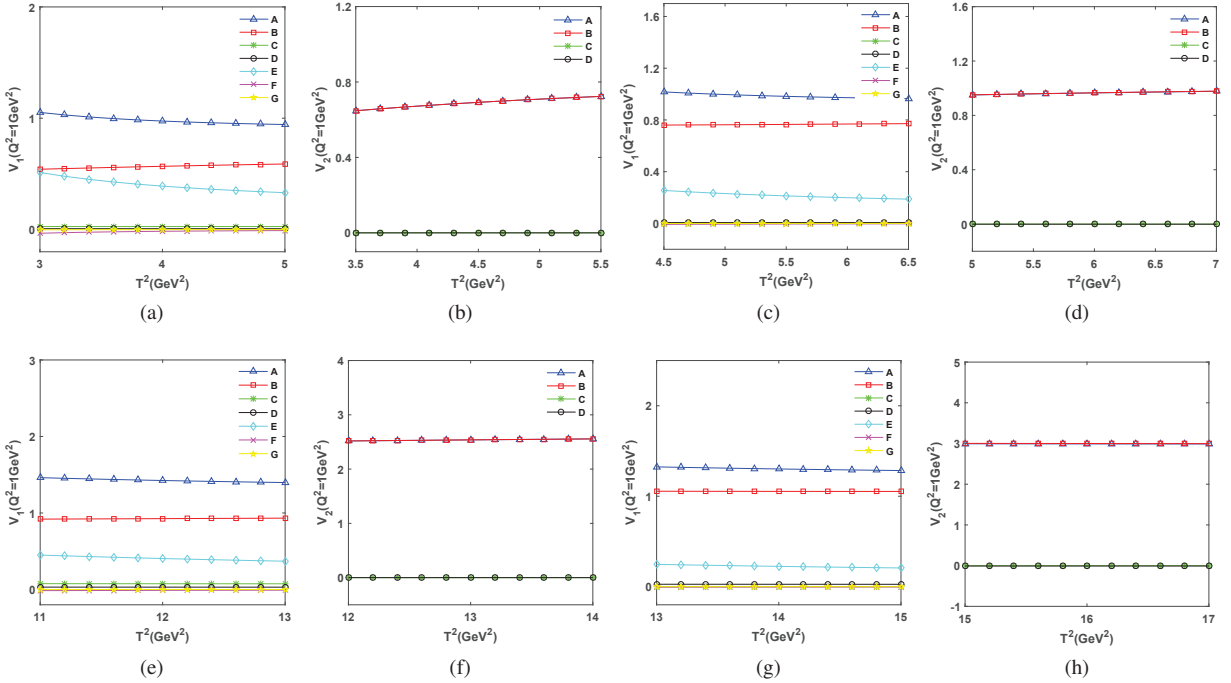 2
1
0
V1(Q²=1GeV²)
A
B
C
D
E
F
G
3 4 5
T²(GeV²)
(a)
1.2
0.8
0.4
0
V2(Q²=1GeV²)
A
B
C
D
3.5 4 4.5 5 5.5
T²(GeV²)
(b)
1.6
1.2
0.8
0.4
0
V1(Q²=1GeV²)
A
B
C
D
E
F
G
4.5 5 5.5 6 6.5
T²(GeV²)
(c)
1.6
1.2
0.8
0.4
0
V2(Q²=1GeV²)
A
B
C
D
5 5.5 6 6.5 7
T²(GeV²)
(d)
3
2
1
0
V1(Q²=1GeV²)
A
B
C
D
E
F
G
11 12 13
T²(GeV²)
(e)
4
3
2
1
0
V2(Q²=1GeV²)
A
B
C
D
12 13 14
T²(GeV²)
(f)
2
1
0
V1(Q²=1GeV²)
A
B
C
D
E
F
G
13 14 15
T²(GeV²)
(g)
5
4
3
2
1
0
-1
V2(Q²=1GeV²)
A
B
C
D
15 16 17
T²(GeV²)
(h)